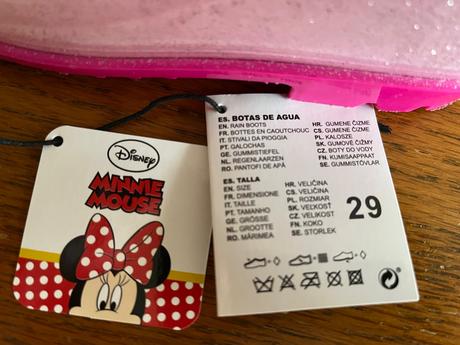 Disney
MINNIE
MOUSE
ES. BOTAS DE AGUA
EN. RAIN BOOTS
FR. BOTTES EN CAOUTCHOUC
IT. STIVALI DA PIOGGIA
PT. GALOCHAS
GE. GUMMISTIEFEL
NL. REGENLAARZEN
RO. PANTOFI DE APĂ
HR. GUMENE ČIZME
CS. GUMENE ČIZME
PL. KALOSZE
SK. GUMOVÉ ČIŽMY
CZ. BOTY DO VODY
FN. KUMISAAPPAAT
SE. GUMMISTÖVLAR
ES. TALLA
EN. SIZE
FR. DIMENSIONE
IT. TAILLE
PT. TAMANHO
GE. GRÖSSE
NL. GROOTTE
RO. MĂRIMEA
HR. VELIČINA
CS. VELIČINA
PL. ROZMIAR
SK. VEĽKOSŤ
CZ. VELIKOST
FN. KOKO
SE. STORLEK
29